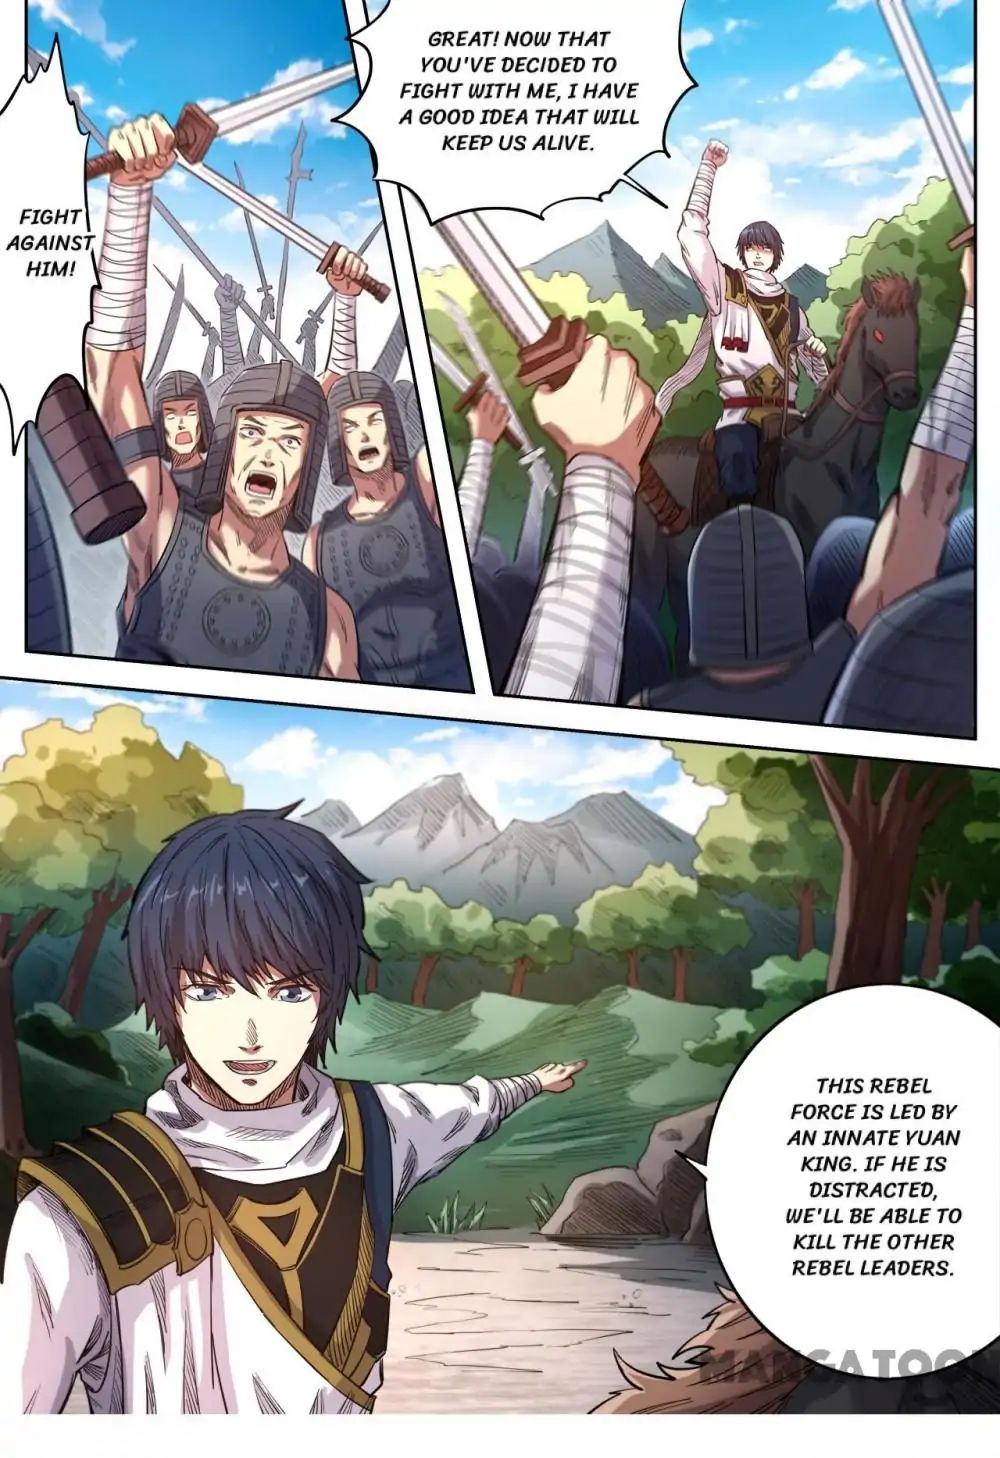 FIGHT
AGAINST
HIM!
GREAT! NOW THAT
YOU'VE DECIDED TO
FIGHT WITH ME, I HAVE
A GOOD IDEA THAT WILL
KEEP US ALIVE.
THIS REBEL
FORCE IS LED BY
AN INNATE YUAN
KING. IF HE IS
DISTRACTED,
WE'LL BE ABLE TO
KILL THE OTHER
REBEL LEADERS.
MANGATOON